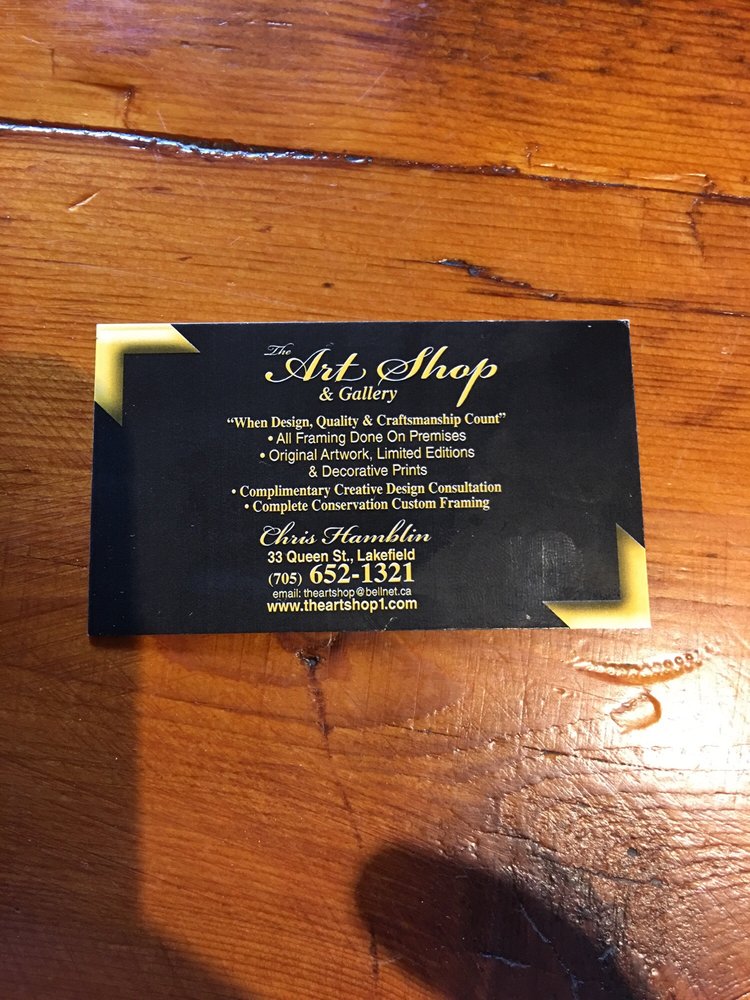 The
Art Shop
& Gallery
“When Design, Quality & Craftsmanship Count”
• All Framing Done On Premises
• Original Artwork, Limited Editions
& Decorative Prints
• Complimentary Creative Design Consultation
• Complete Conservation Custom Framing
Chris Hamblin
33 Queen St., Lakefield
(705) 652-1321
email: theartshop@bellnet.ca
www.theartshop1.com